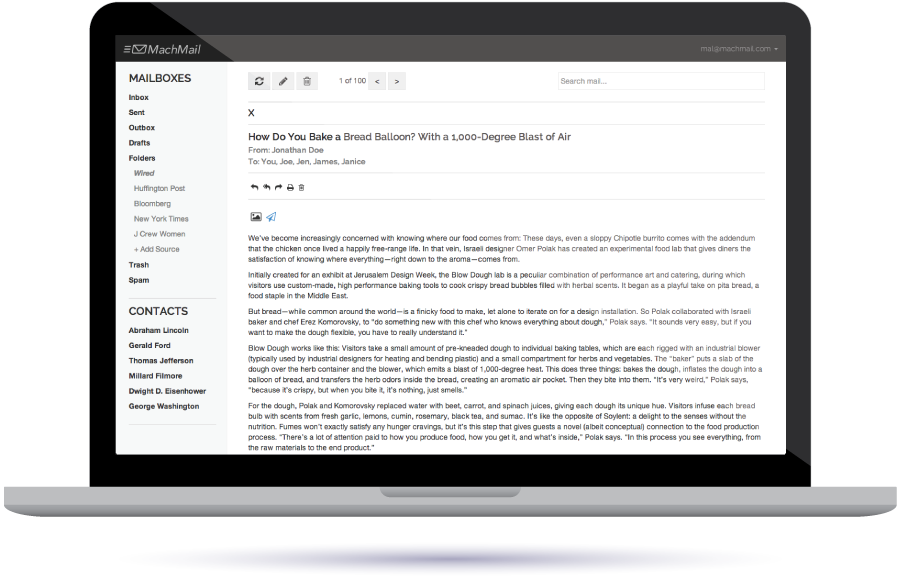 MachMail
mal@machmail.com
MAILBOXES
Inbox
Sent
Outbox
Drafts
Folders
Wired
Huffington Post
Bloomberg
New York Times
J Crew Women
+ Add Source
Trash
Spam
CONTACTS
Abraham Lincoln
Gerald Ford
Thomas Jefferson
Millard Filmore
Dwight D. Eisenhower
George Washington
1 of 100 < >
Search mail...
X
How Do You Bake a Bread Balloon? With a 1,000-Degree Blast of Air
From: Jonathan Doe
To: You, Joe, Jen, James, Janice
We've become increasingly concerned with knowing where our food comes from: These days, even a sloppy Chipotle burrito comes with the addendum
that the chicken once lived a happily free-range life. In that vein, Israeli designer Omer Polak has created an experimental food lab that gives diners the
satisfaction of knowing where everything—right down to the aroma—comes from.
Initially created for an exhibit at Jerusalem Design Week, the Blow Dough lab is a peculiar combination of performance art and catering, during which
visitors use custom-made, high performance baking tools to cook crispy bread bubbles filled with herbal scents. It began as a playful take on pita bread, a
food staple in the Middle East.
But bread—while common around the world—is a finicky food to make, let alone to iterate on for a design installation. So Polak collaborated with Israeli
baker and chef Erez Komorovsky, to "do something new with this chef who knows everything about dough," Polak says. "It sounds very easy, but if you
want to make the dough flexible, you have to really understand it."
Blow Dough works like this: Visitors take a small amount of pre-kneaded dough to individual baking tables, which are each rigged with an industrial blower
(typically used by industrial designers for heating and bending plastic) and a small compartment for herbs and vegetables. The "baker" puts a slab of the
dough over the herb container and the blower, which emits a blast of 1,000-degree heat. This does three things: bakes the dough, inflates the dough into a
balloon of bread, and transfers the herb odors inside the bread, creating an aromatic air pocket. Then they bite into them. "It's very weird," Polak says,
"because it's crispy, but when you bite it, it's nothing, just smells."
For the dough, Polak and Komorovsky replaced water with beet, carrot, and spinach juices, giving each dough its unique hue. Visitors infuse each bread
bulb with scents from fresh garlic, lemons, cumin, rosemary, black tea, and sumac. It's like the opposite of Soylent: a delight to the senses without the
nutrition. Fumes won't exactly satisfy any hunger cravings, but it's this step that gives guests a novel (albeit conceptual) connection to the food production
process. "There's a lot of attention paid to how you produce food, how you get it, and what's inside," Polak says. "In this process you see everything, from
the raw materials to the end product."